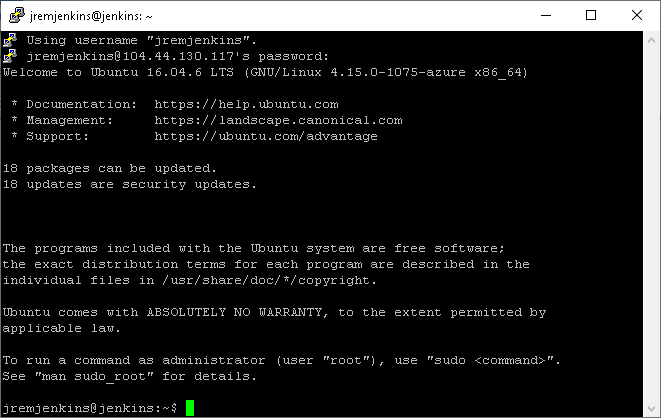 jremjenkins@jenkins: ~
Using username "jremjenkins".
jremjenkins@104.44.130.117's password:
Welcome to Ubuntu 16.04.6 LTS (GNU/Linux 4.15.0-1075-azure x86_64)
* Documentation:  https://help.ubuntu.com
* Management:     https://landscape.canonical.com
* Support:        https://ubuntu.com/advantage
18 packages can be updated.
18 updates are security updates.
The programs included with the Ubuntu system are free software;
the exact distribution terms for each program are described in the
individual files in /usr/share/doc/*/copyright.
Ubuntu comes with ABSOLUTELY NO WARRANTY, to the extent permitted by
applicable law.
To run a command as administrator (user "root"), use "sudo <command>".
See "man sudo_root" for details.
jremjenkins@jenkins:~$